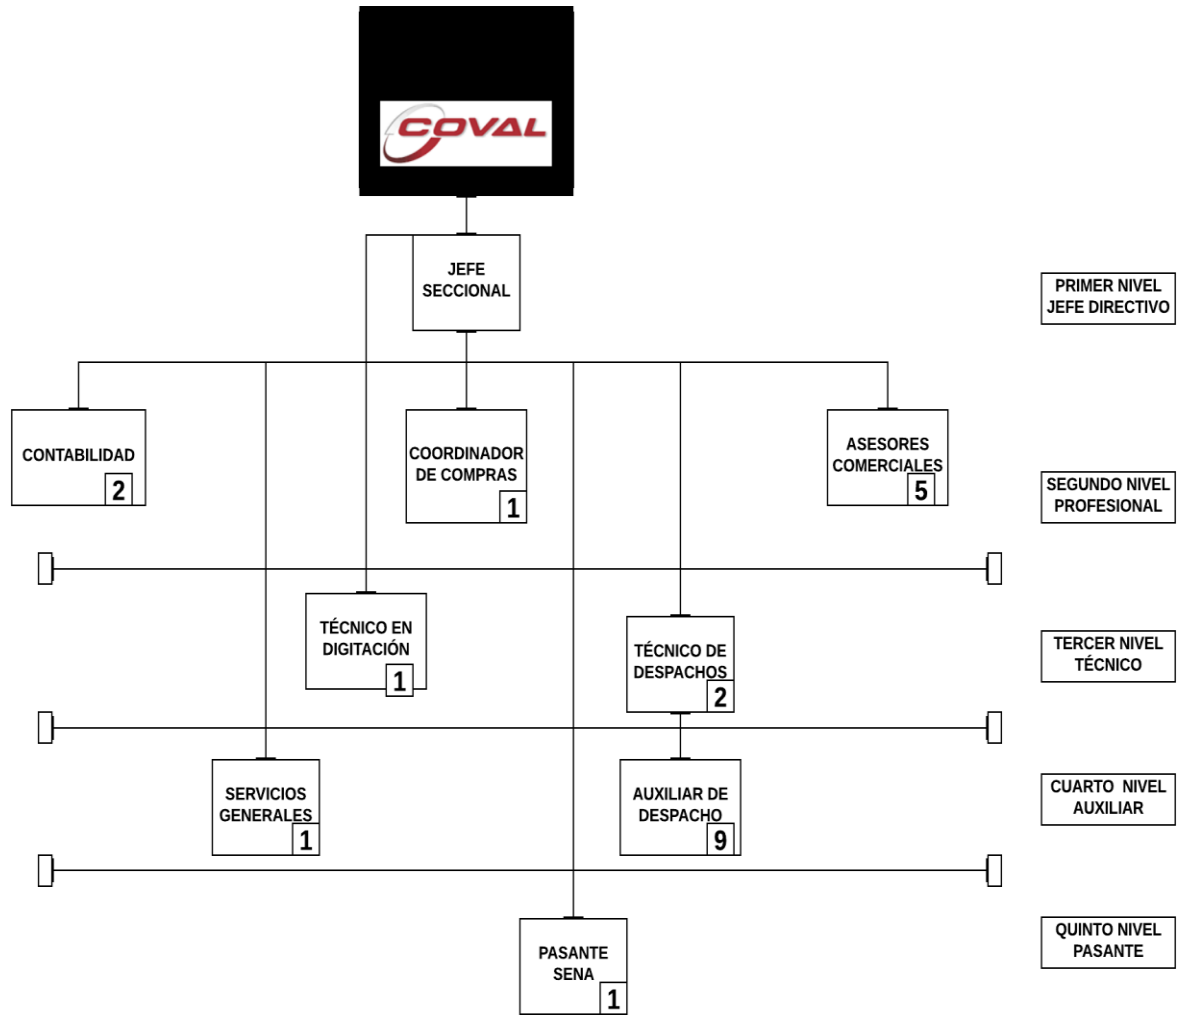 COVAL
JEFE
SECCIONAL
PRIMER NIVEL
JEFE DIRECTIVO
CONTABILIDAD
2
COORDINADOR
DE COMPRAS
1
ASESORES
COMERCIALES
5
SEGUNDO NIVEL
PROFESIONAL
TÉCNICO EN
DIGITACIÓN
1
TÉCNICO DE
DESPACHOS
2
TERCER NIVEL
TÉCNICO
SERVICIOS
GENERALES
1
AUXILIAR DE
DESPACHO
9
CUARTO  NIVEL
AUXILIAR
PASANTE
SENA
1
QUINTO NIVEL
PASANTE